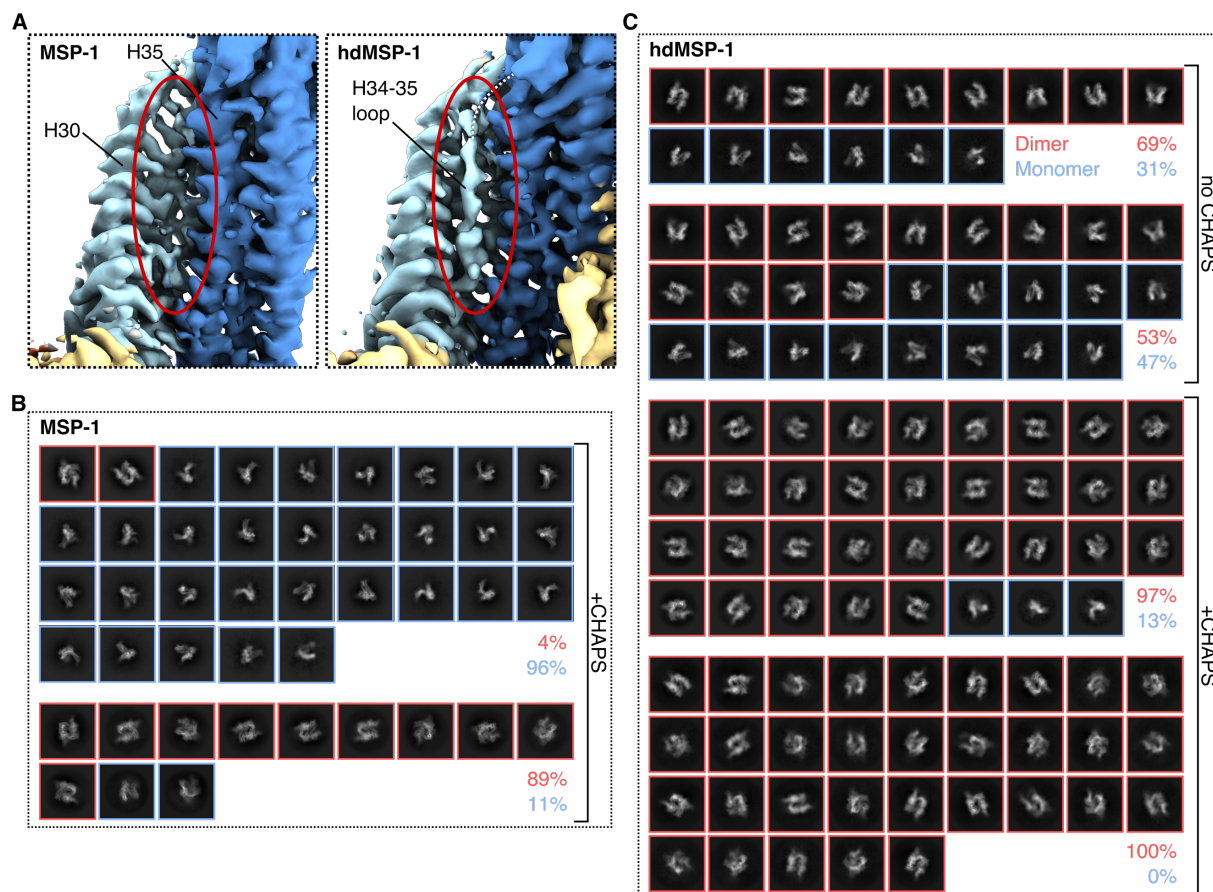 A
MSP-1
H35
H30
hdMSP-1
H34-35
loop
B
MSP-1
4%
96%
89%
11%
+CHAPS
C
hdMSP-1
Dimer 69%
Monomer 31%
53%
47%
no CHAPS
97%
13%
100%
0%
+CHAPS